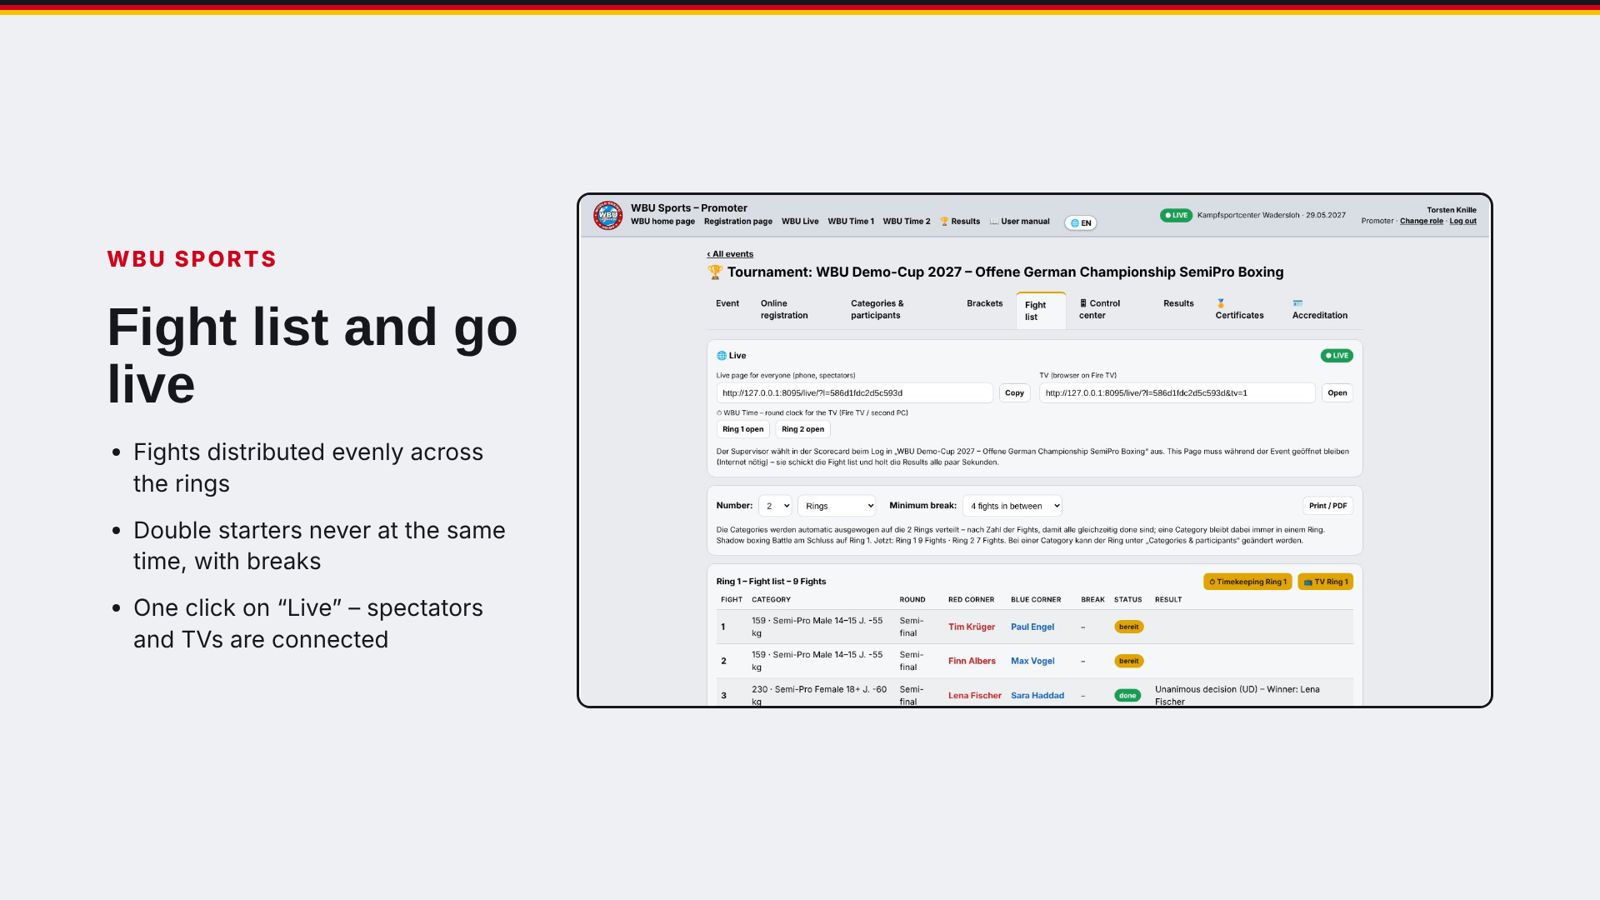 WBU SPORTS
Fight list and go
live
• Fights distributed evenly across
the rings
• Double starters never at the same
time, with breaks
• One click on “Live” – spectators
and TVs are connected
WBU Sports – Promoter
WBU home page Registration page WBU Live WBU Time 1 WBU Time 2 🏆 Results 📖 User manual 🌐 EN
● LIVE Kampfsportcenter Wadersloh · 29.05.2027
Torsten Knille
Promoter · Change role · Log out
‹ All events
🏆 Tournament: WBU Demo-Cup 2027 – Offene German Championship SemiPro Boxing
Event Online registration Categories & participants Brackets Fight list 🎛 Control center Results 🏅 Certificates 🪪 Accreditation
🌐 Live ● LIVE
Live page for everyone (phone, spectators) TV (browser on Fire TV)
http://127.0.0.1:8095/live/?l=586d1fdc2d5c593d Copy http://127.0.0.1:8095/live/?l=586d1fdc2d5c593d&tv=1 Open
⏱ WBU Time – round clock for the TV (Fire TV / second PC)
Ring 1 open Ring 2 open
Der Supervisor wählt in der Scorecard beim Log in „WBU Demo-Cup 2027 – Offene German Championship SemiPro Boxing“ aus. This Page muss während der Event geöffnet bleiben
(Internet nötig) – sie schickt die Fight list und holt die Results alle paar Sekunden.
Number: 2 Rings Minimum break: 4 fights in between Print / PDF
Die Categories werden automatic ausgewogen auf die 2 Rings verteilt – nach Zahl der Fights, damit alle gleichzeitig done sind; eine Category bleibt dabei immer in einem Ring.
Shadow boxing Battle am Schluss auf Ring 1. Jetzt: Ring 1 9 Fights · Ring 2 7 Fights. Bei einer Category kann der Ring unter „Categories & participants“ geändert werden.
Ring 1 – Fight list – 9 Fights ⏱ Timekeeping Ring 1 📺 TV Ring 1
FIGHT CATEGORY ROUND RED CORNER BLUE CORNER BREAK STATUS RESULT
1 159 · Semi-Pro Male 14–15 J. -55 kg Semi-final Tim Krüger Paul Engel – bereit
2 159 · Semi-Pro Male 14–15 J. -55 kg Semi-final Finn Albers Max Vogel – bereit
3 230 · Semi-Pro Female 18+ J. -60 kg Semi-final Lena Fischer Sara Haddad – done Unanimous decision (UD) – Winner: Lena Fischer